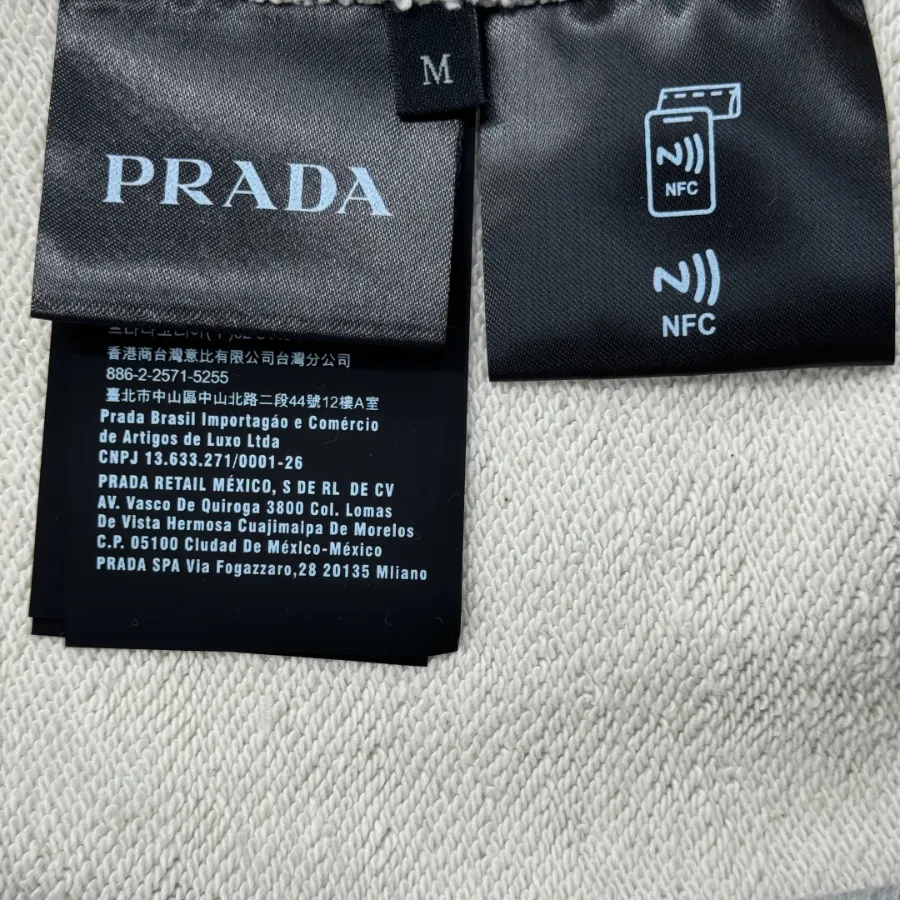 M
PRADA
NFC
NFC
香港商台灣意比有限公司台灣分公司
886-2-2571-5255
臺北市中山區中山北路二段44號12樓A室
Prada Brasil Importagáo e Comércio
de Artigos de Luxo Ltda
CNPJ 13.633.271/0001-26
PRADA RETAIL MÉXICO, S DE RL DE CV
AV. Vasco De Quiroga 3800 Col. Lomas
De Vista Hermosa Cuajimaipa De Morelos
C.P. 05100 Cludad De Méxlco-México
PRADA SPA Via Fogazzaro,28 20135 Mliano